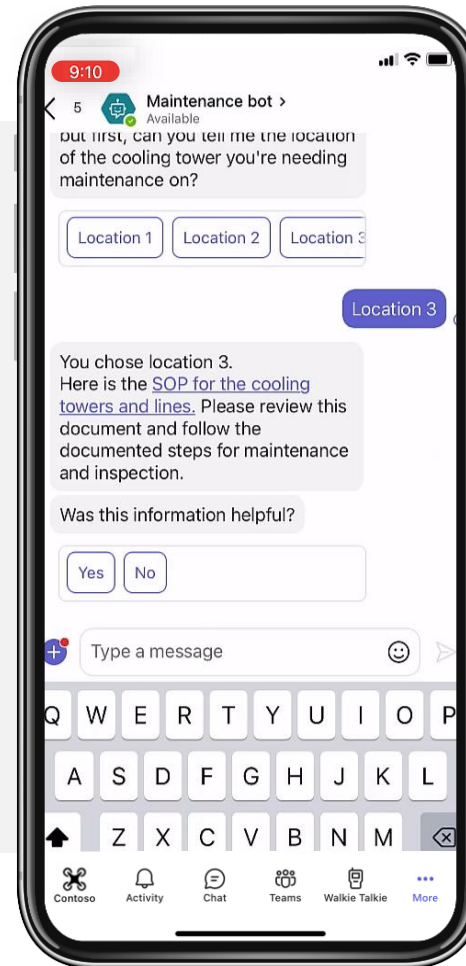 9:10
5
Maintenance bot >
Available
but first, can you tell me the location
of the cooling tower you're needing
maintenance on?
Location 1 Location 2 Location 3
Location 3
You chose location 3.
Here is the SOP for the cooling
towers and lines. Please review this
document and follow the
documented steps for maintenance
and inspection.
Was this information helpful?
Yes No
Type a message
Q W E R T Y U I O P
A S D F G H J K L
Z X C V B N M
Contoso Activity Chat Teams Walkie Talkie More